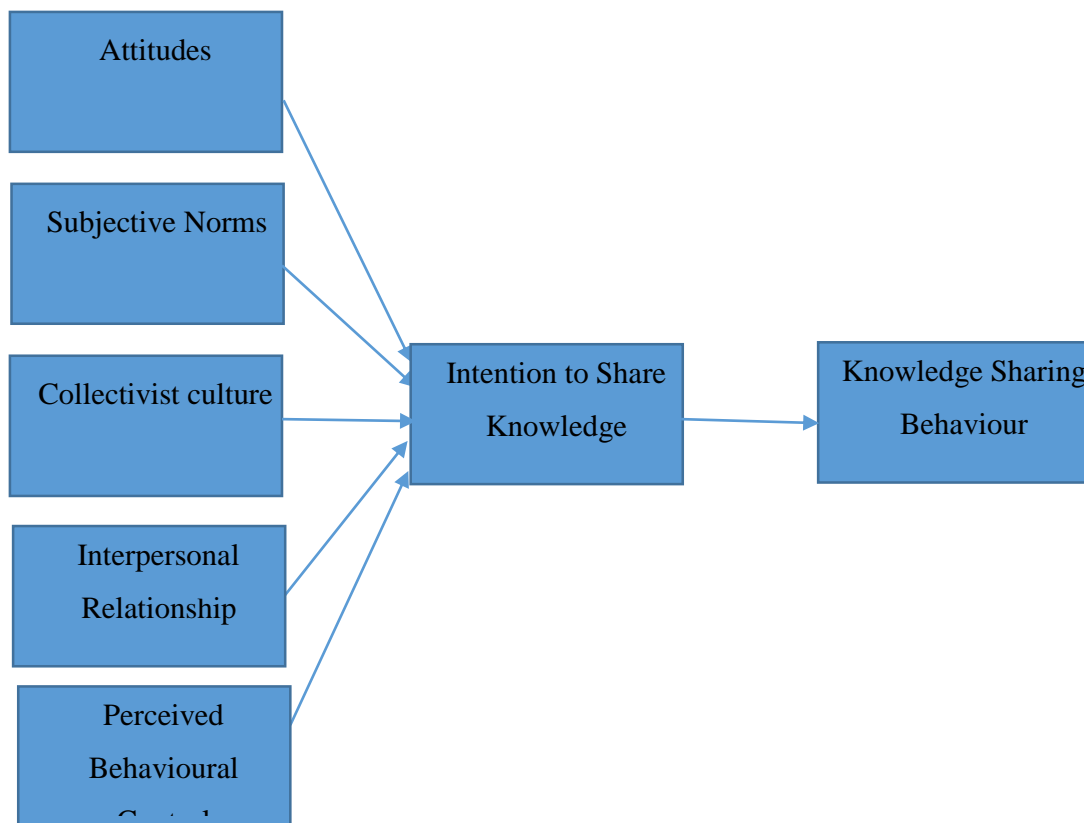 Attitudes
Subjective Norms
Collectivist culture
Interpersonal
Relationship
Perceived
Behavioural
Intention to Share
Knowledge
Knowledge Sharing
Behaviour